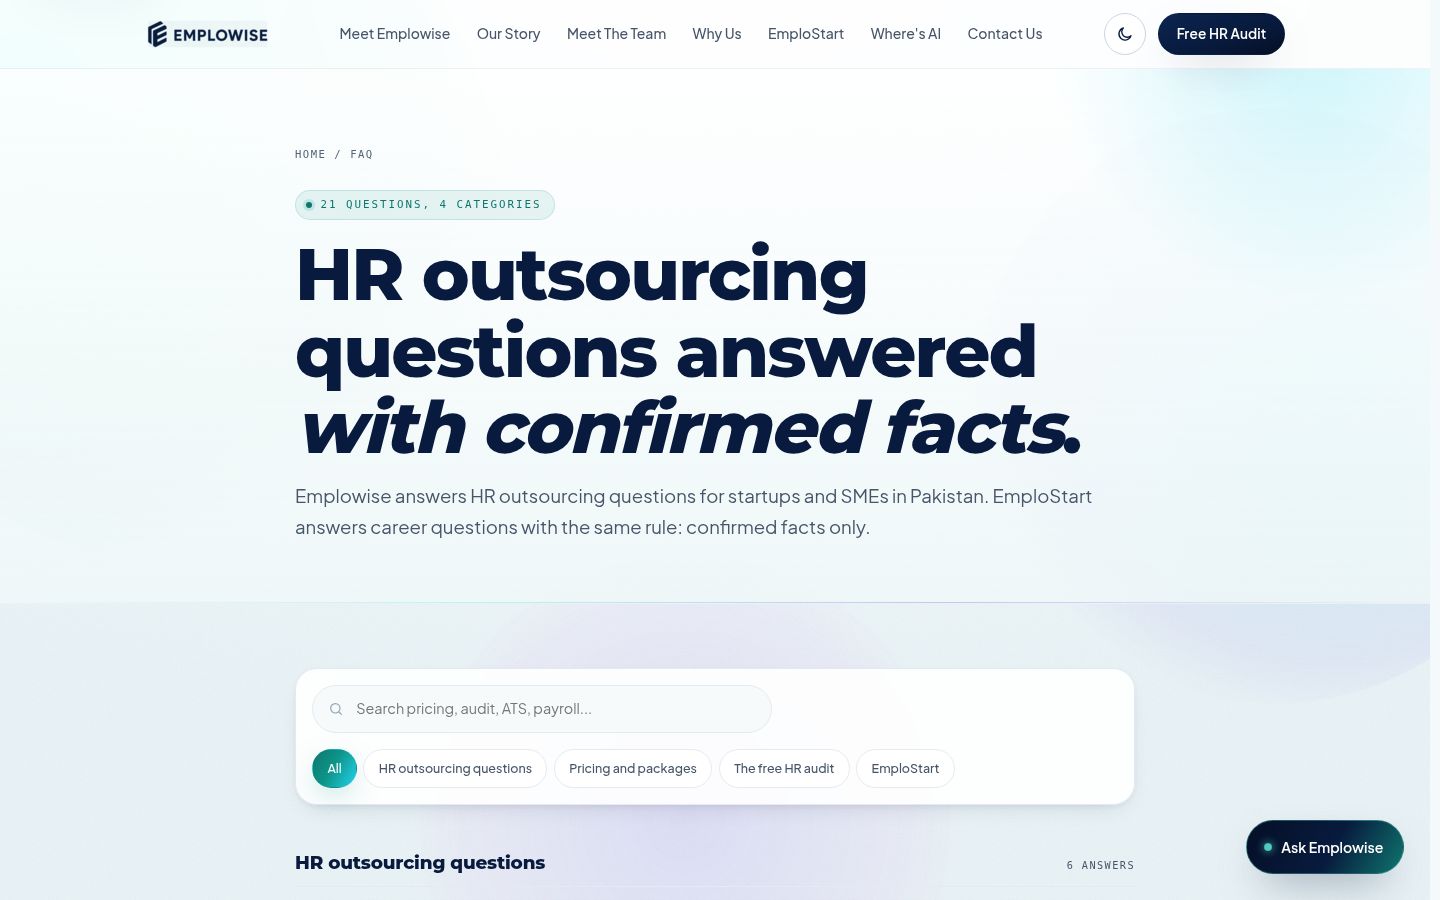 EMPLOWISE
Meet Emplowise
Our Story
Meet The Team
Why Us
EmploStart
Where's AI
Contact Us
Free HR Audit
HOME / FAQ
21 QUESTIONS, 4 CATEGORIES
HR outsourcing
questions answered
with confirmed facts.
Emplowise answers HR outsourcing questions for startups and SMEs in Pakistan. EmploStart
answers career questions with the same rule: confirmed facts only.
Search pricing, audit, ATS, payroll...
All
HR outsourcing questions
Pricing and packages
The free HR audit
EmploStart
HR outsourcing questions
6 ANSWERS
Ask Emplowise